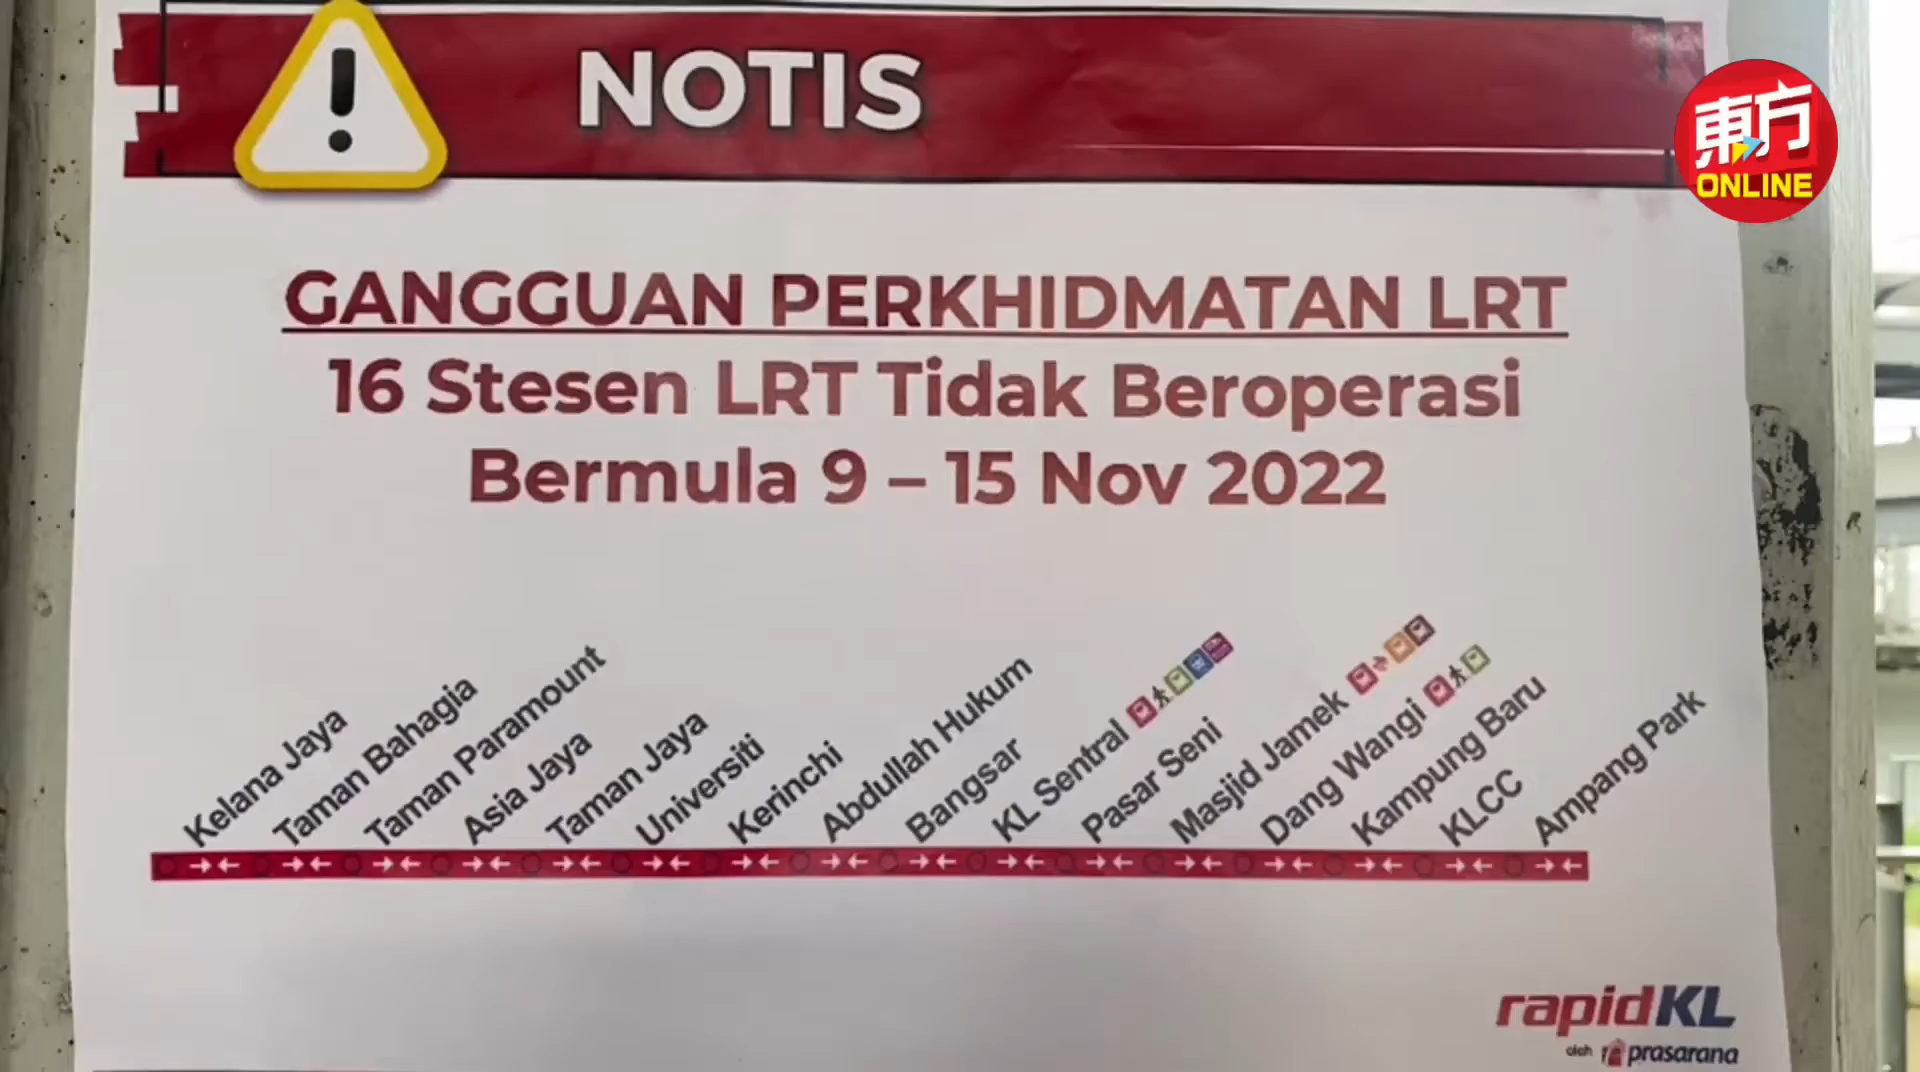 NOTIS
東方
ONLINE
GANGGUAN PERKHIDMATAN LRT
16 Stesen LRT Tidak Beroperasi
Bermula 9 – 15 Nov 2022
Kelana Jaya
Taman Bahagia
Taman Paramount
Asia Jaya
Taman Jaya
Universiti
Kerinchi
Abdullah Hukum
Bangsar
KL Sentral
Pasar Seni
Masjid Jamek
Dang Wangi
Kampung Baru
KLCC
Ampang Park
rapidKL
oleh prasarana